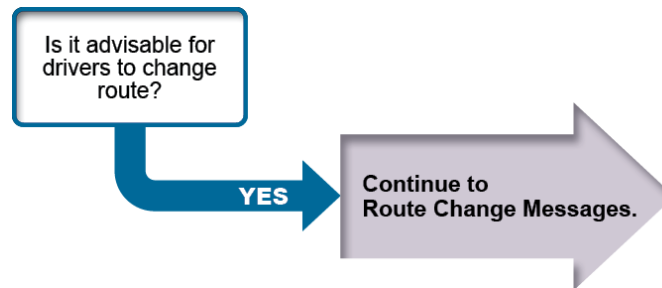 Is it advisable for
drivers to change
route?
YES
Continue to
Route Change Messages.